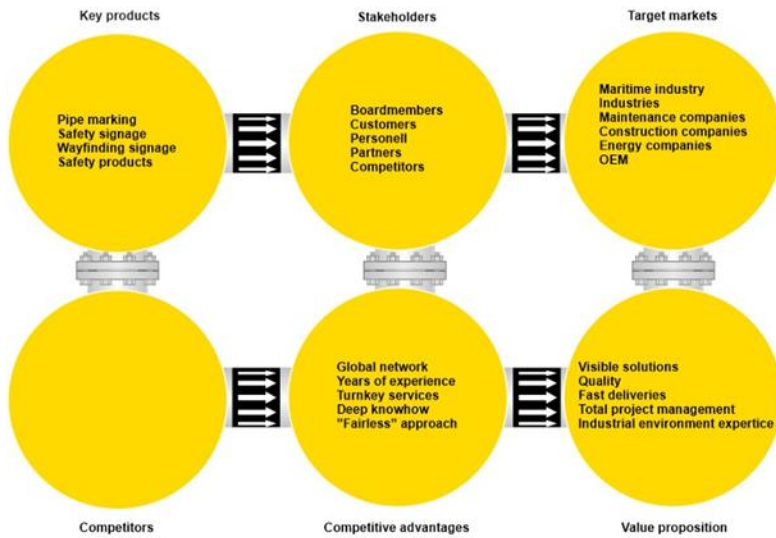 Key products
Stakeholders
Target markets
Pipe marking
Safety signage
Wayfinding signage
Safety products
Boardmembers
Customers
Personell
Partners
Competitors
Maritime industry
Industries
Maintenance companies
Construction companies
Energy companies
OEM
Global network
Years of experience
Turnkey services
Deep knowhow
"Fairless" approach
Visible solutions
Quality
Fast deliveries
Total project management
Industrial environment expertice
Competitors
Competitive advantages
Value proposition